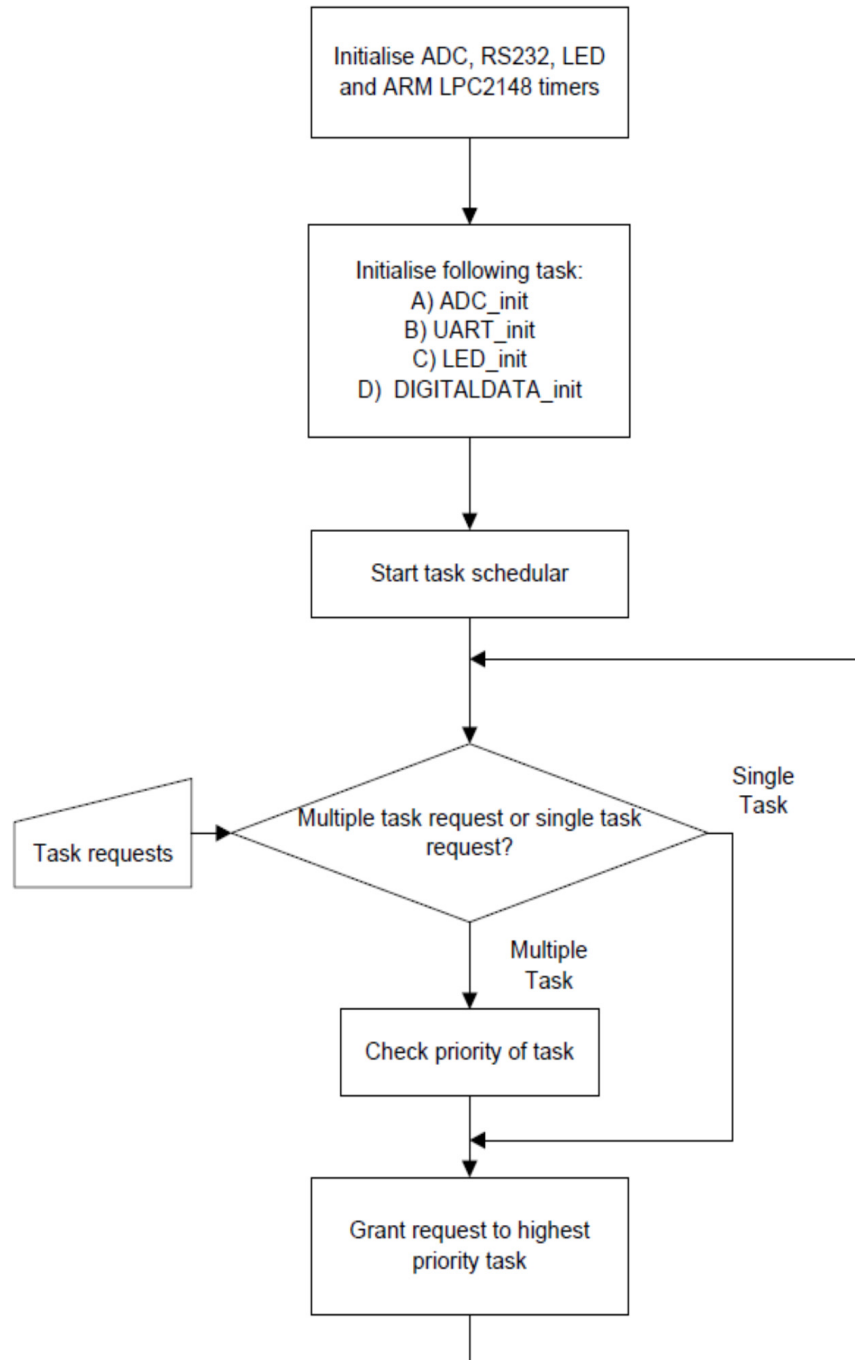 Initialise ADC, RS232, LED
and ARM LPC2148 timers
Initialise following task:
A) ADC_init
B) UART_init
C) LED_init
D) DIGITALDATA_init
Start task schedular
Single
Task
Multiple task request or single task
request?
Task requests
Multiple
Task
Check priority of task
Grant request to highest
priority task